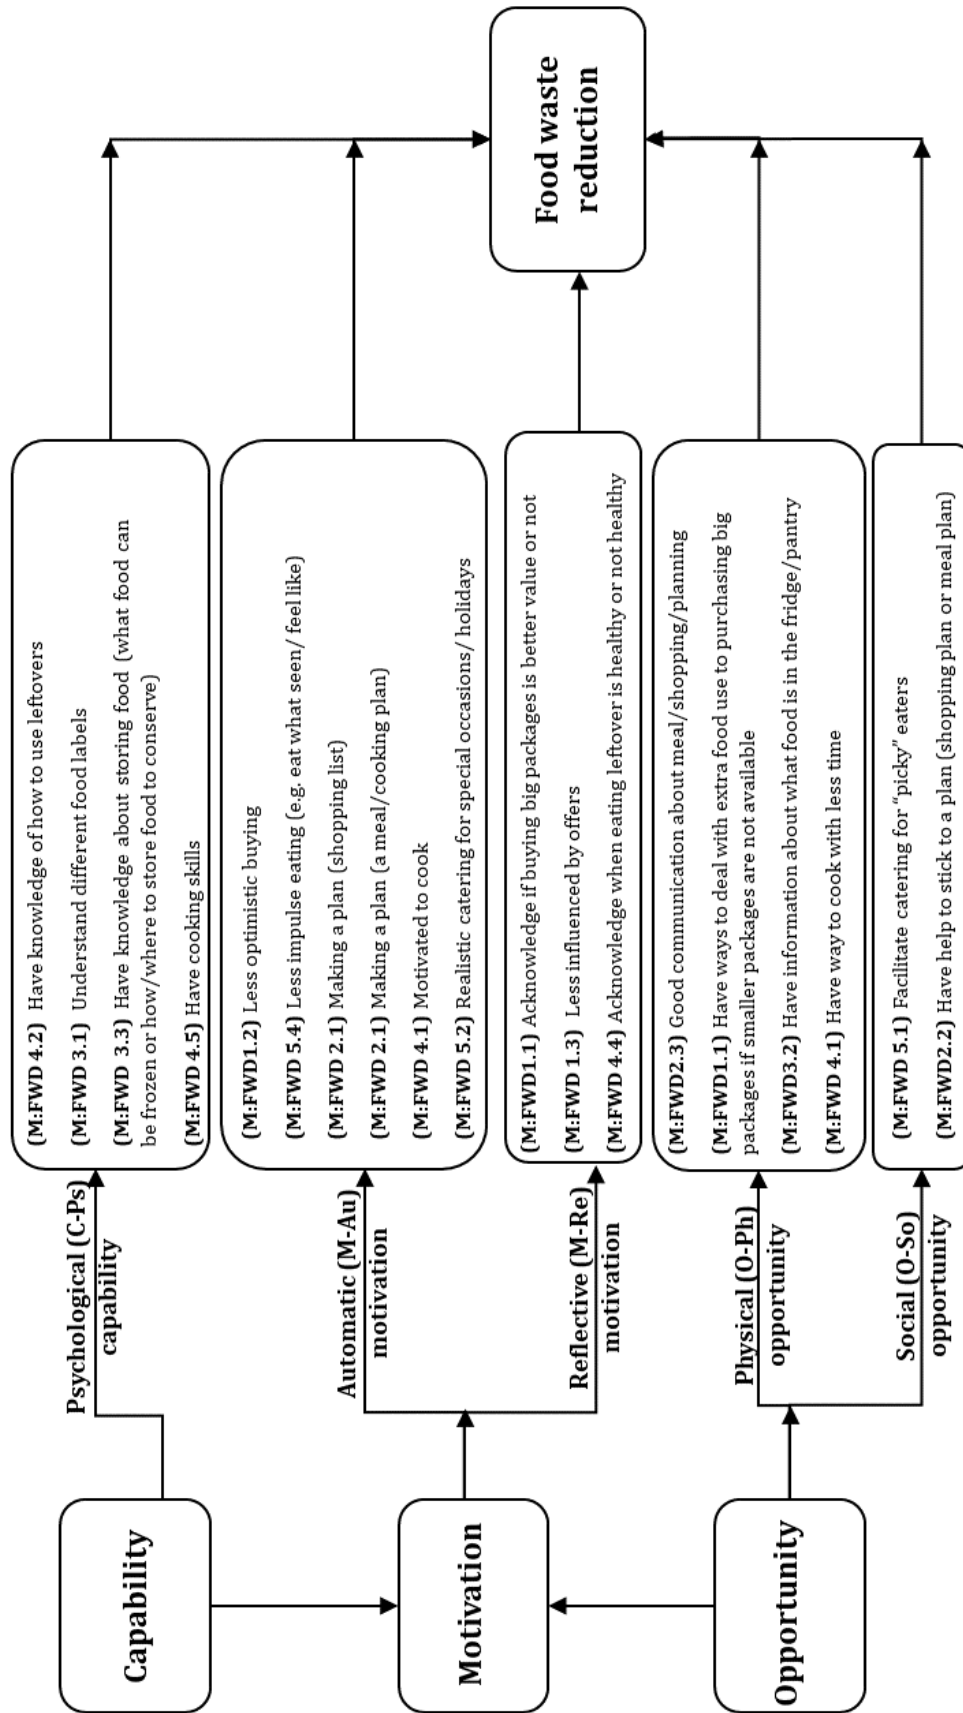 Capability
Motivation
Opportunity
Psychological (C-Ps)
capability
Automatic (M-Au)
motivation
Reflective (M-Re)
motivation
Physical (O-Ph)
opportunity
Social (O-So)
opportunity
(M:FWD 4.2) Have knowledge of how to use leftovers
(M:FWD 3.1) Understand different food labels
(M:FWD 3.3) Have knowledge about storing food (what food can
be frozen or how/where to store food to conserve)
(M:FWD 4.5) Have cooking skills
(M:FWD1.2) Less optimistic buying
(M:FWD 5.4) Less impulse eating (e.g. eat what seen/ feel like)
(M:FWD 2.1) Making a plan (shopping list)
(M:FWD 2.1) Making a plan (a meal/cooking plan)
(M:FWD 4.1) Motivated to cook
(M:FWD 5.2) Realistic catering for special occasions/ holidays
(M:FWD1.1) Acknowledge if buying big packages is better value or not
(M:FWD 1.3) Less influenced by offers
(M:FWD 4.4) Acknowledge when eating leftover is healthy or not healthy
(M:FWD2.3) Good communication about meal/shopping/planning
(M:FWD1.1) Have ways to deal with extra food use to purchasing big
packages if smaller packages are not available
(M:FWD3.2) Have information about what food is in the fridge/pantry
(M:FWD 4.1) Have way to cook with less time
(M:FWD 5.1) Facilitate catering for “picky” eaters
(M:FWD2.2) Have help to stick to a plan (shopping plan or meal plan)
Food waste
reduction